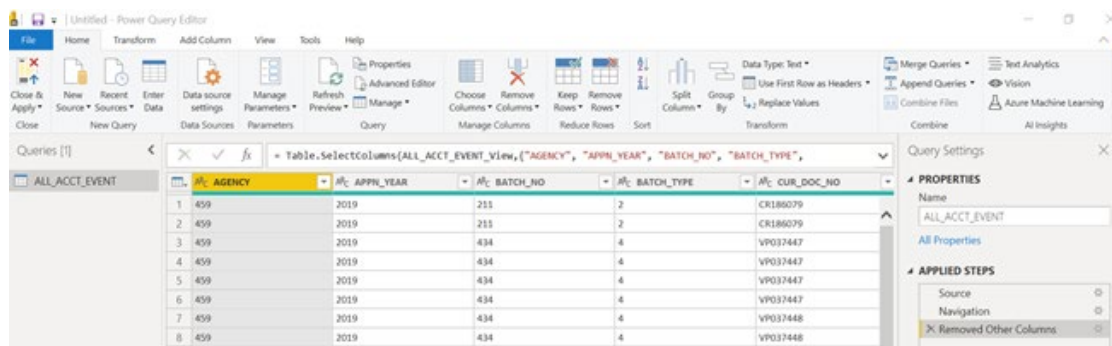 Untitled - Power Query Editor
File Home Transform Add Column View Tools Help
Close & Apply
New Source
Recent Sources
Enter Data
Data source settings
Manage Parameters
Refresh Preview
Properties
Advanced Editor
Manage
Choose Columns
Remove Columns
Keep Rows
Remove Rows
Split Column
Group By
Data Type: Text
Use First Row as Headers
Replace Values
Merge Queries
Append Queries
Combine Files
Text Analytics
Vision
Azure Machine Learning
Close New Query Data Sources Parameters Query Manage Columns Reduce Rows Sort Transform Combine AI Insights
Queries [1]
ALL_ACCT_EVENT
fx = Table.SelectColumns(ALL_ACCT_EVENT_View,{"AGENCY", "APPN_YEAR", "BATCH_NO", "BATCH_TYPE",
ABC AGENCY ABC APPN_YEAR ABC BATCH_NO ABC BATCH_TYPE ABC CUR_DOC_NO
1 459 2019 211 2 CR186079
2 459 2019 211 2 CR186079
3 459 2019 434 4 VP037447
4 459 2019 434 4 VP037447
5 459 2019 434 4 VP037447
6 459 2019 434 4 VP037447
7 459 2019 434 4 VP037448
8 459 2019 434 4 VP037448
Query Settings
PROPERTIES
Name
ALL_ACCT_EVENT
All Properties
APPLIED STEPS
Source
Navigation
Removed Other Columns